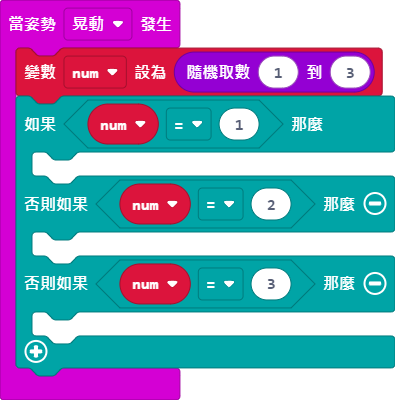 當姿勢 晃動 發生
變數 num 設為 隨機取數 1 到 3
如果 num = 1 那麼
否則如果 num = 2 那麼
否則如果 num = 3 那麼